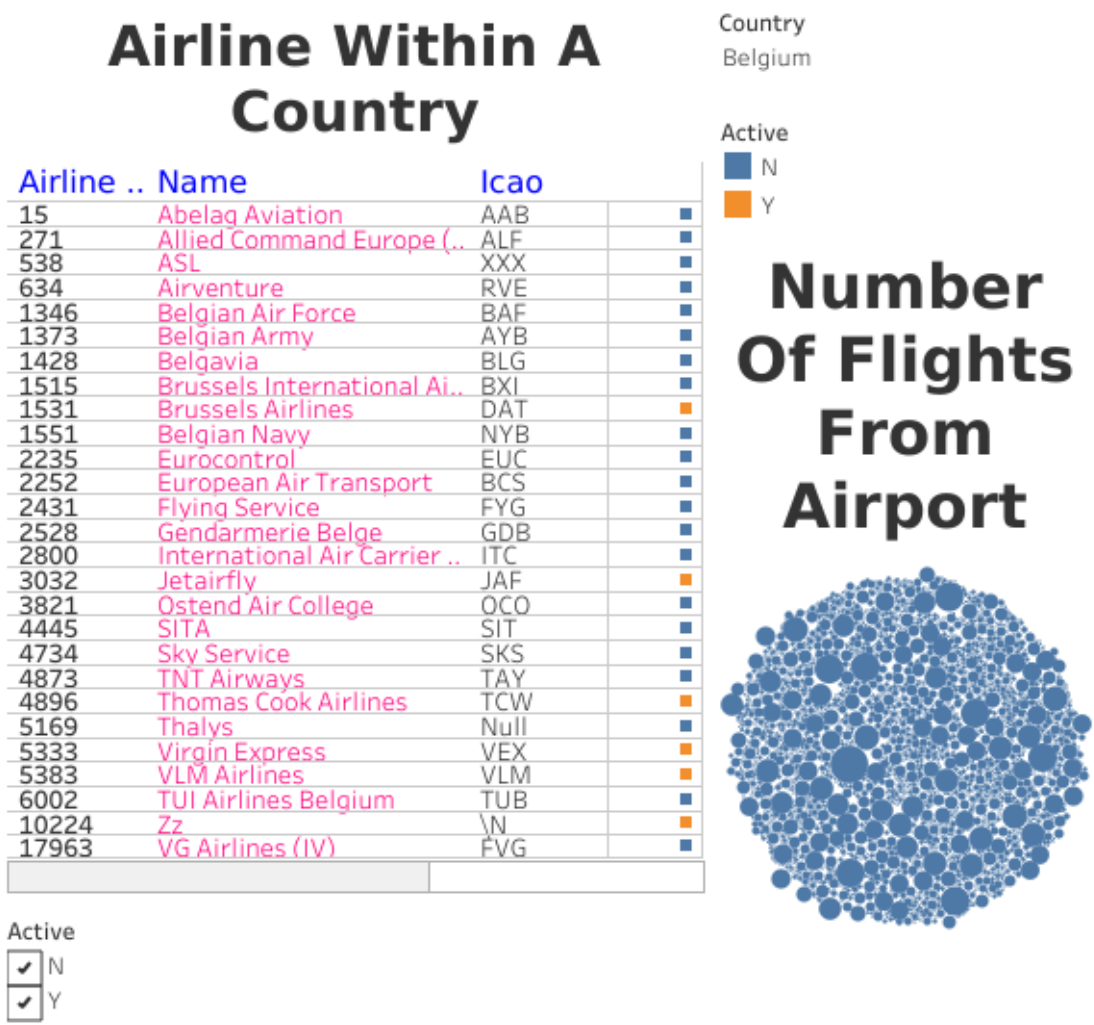 Airline Within A
Country
Airline .. Name Icao
15 Abelag Aviation AAB
271 Allied Command Europe (.. ALF
538 ASL XXX
634 Airventure RVE
1346 Belgian Air Force BAF
1373 Belgian Army AYB
1428 Belgavia BLG
1515 Brussels International Ai.. BXI
1531 Brussels Airlines DAT
1551 Belgian Navy NYB
2235 Eurocontrol EUC
2252 European Air Transport BCS
2431 Flying Service FYG
2528 Gendarmerie Belge GDB
2800 International Air Carrier .. ITC
3032 Jetairfly JAF
3821 Ostend Air College OCO
4445 SITA SIT
4734 Sky Service SKS
4873 TNT Airways TAY
4896 Thomas Cook Airlines TCW
5169 Thalys Null
5333 Virgin Express VEX
5383 VLM Airlines VLM
6002 TUI Airlines Belgium TUB
10224 Zz \N
17963 VG Airlines (IV) FVG
Active
N
Y
Country
Belgium
Active
N
Y
Number
Of Flights
From
Airport